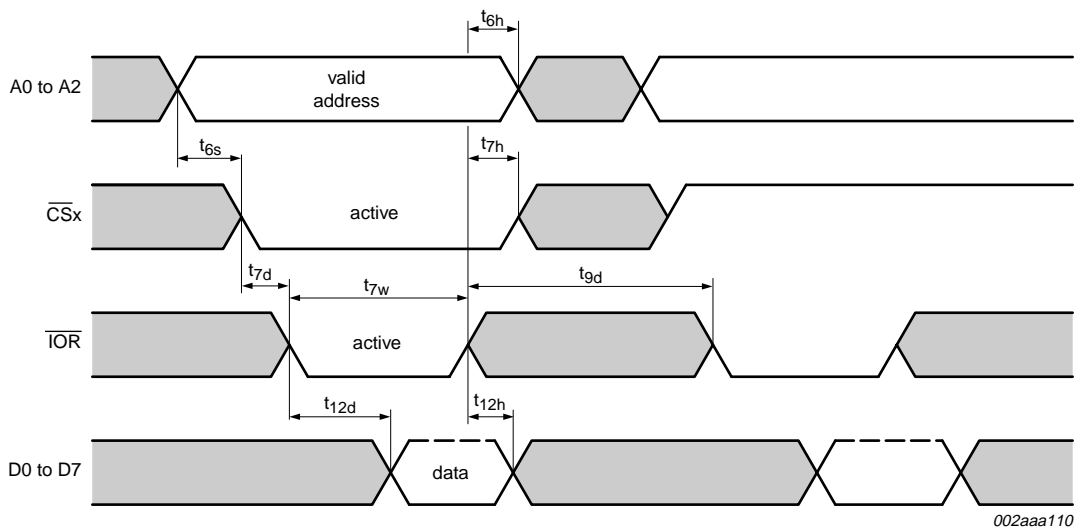 t6h
A0 to A2
valid
address
t6s
t7h
CSx
active
t7d
t7w
t9d
IOR
active
t12d
t12h
D0 to D7
data
002aaa110